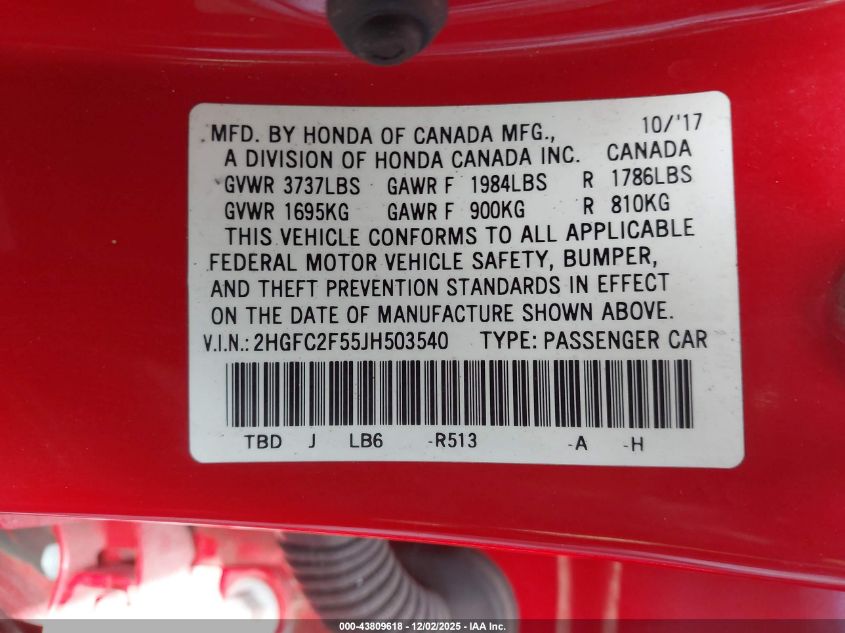 MFD. BY HONDA OF CANADA MFG., 10/'17
A DIVISION OF HONDA CANADA INC. CANADA
GVWR 3737LBS GAWR F 1984LBS R 1786LBS
GVWR 1695KG GAWR F 900KG R 810KG
THIS VEHICLE CONFORMS TO ALL APPLICABLE
FEDERAL MOTOR VEHICLE SAFETY, BUMPER,
AND THEFT PREVENTION STANDARDS IN EFFECT
ON THE DATE OF MANUFACTURE SHOWN ABOVE.
V.I.N.: 2HGFC2F55JH503540 TYPE: PASSENGER CAR
TBD J LB6 -R513 -A -H
000-43809618 - 12/02/2025 - IAA Inc.